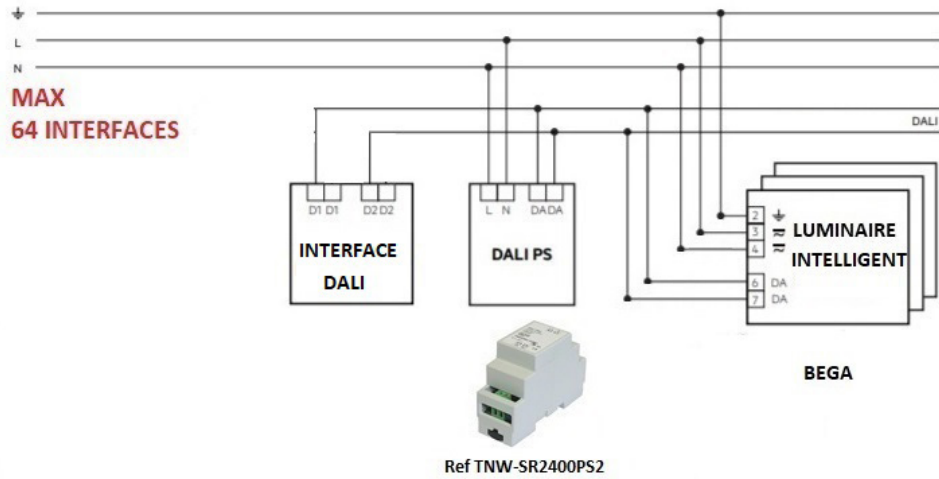 L
N
MAX
64 INTERFACES
DALI
D1 D1 D2 D2
INTERFACE
DALI
L N DA DA
DALI PS
2
3
4
6 DA
7 DA
LUMINAIRE
INTELLIGENT
BEGA
Ref TNW-SR2400PS2